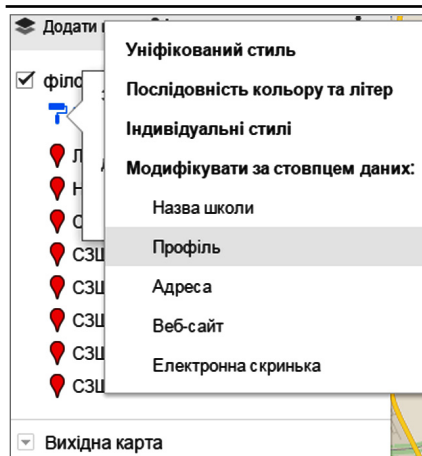 Додати
Уніфікований стиль
філо
Послідовність кольору та літер
Індивідуальні стилі
Модифікувати за стовпцем даних:
Л
Назва школи
Н
С
Профіль
СЗШ
Адреса
СЗШ
Веб-сайт
СЗШ
Електронна скринька
СЗШ
СЗШ
Вихідна карта